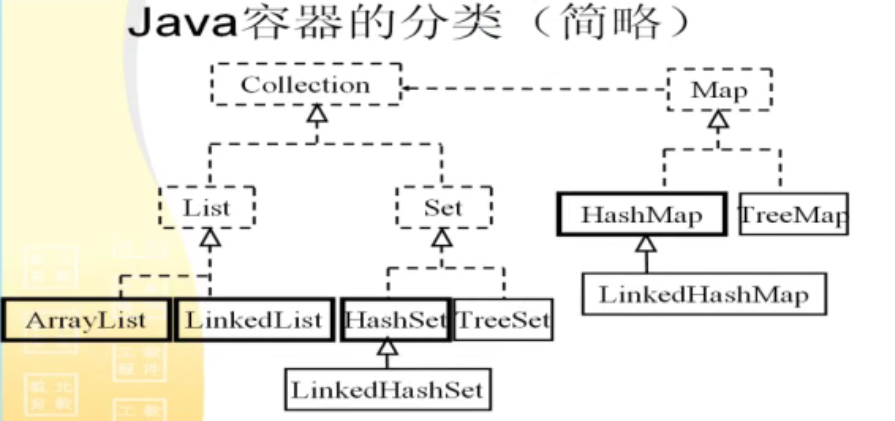 Java容器的分类（简略）
Collection
Map
List
Set
HashMap
TreeMap
LinkedHashMap
ArrayList
LinkedList
HashSet
TreeSet
LinkedHashSet